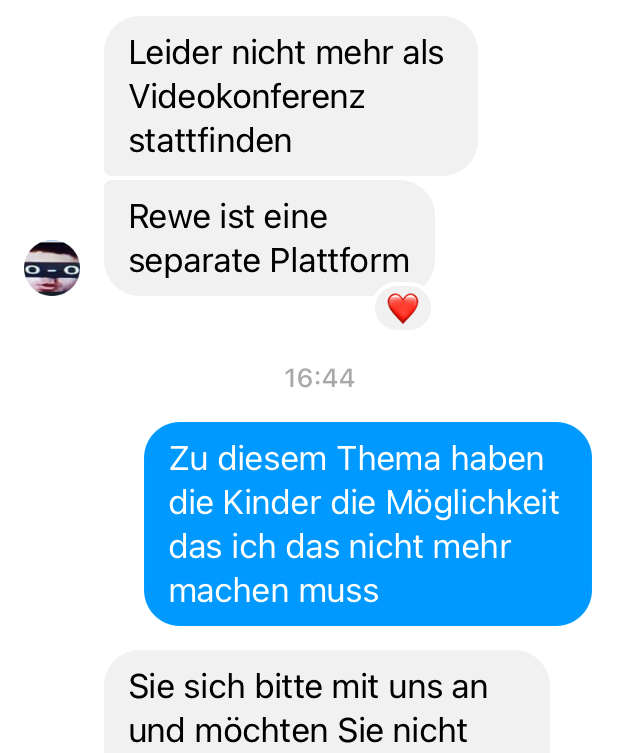 Leider nicht mehr als
Videokonferenz
stattfinden
Rewe ist eine
separate Plattform
16:44
Zu diesem Thema haben
die Kinder die Möglichkeit
das ich das nicht mehr
machen muss
Sie sich bitte mit uns an
und möchten Sie nicht